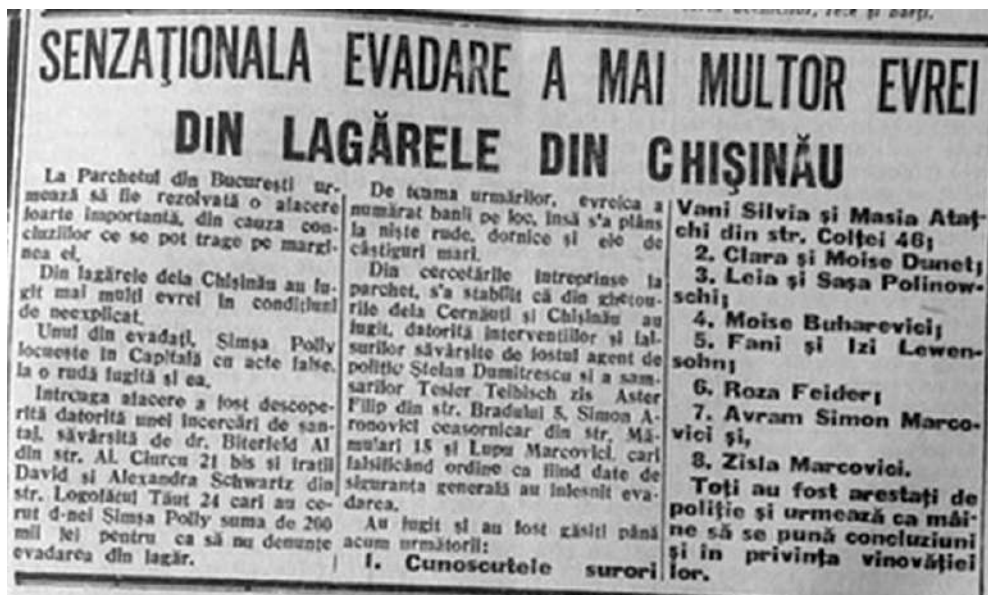 SENZAŢIONALA EVADARE A MAI MULTOR EVREI
DIN LAGĂRELE DIN CHIŞINĂU
La Parchetul din Bucureşti ur-
mează să fie rezolvată o afacere
foarte importantă, din cauza con-
cluziilor ce se pot trage pe margi-
nea ei.
Din lagărele dela Chişinău au fu-
git mai mulţi evrei în condiţiuni
de neexplicat.
Unul din evadaţi, Simşa Polly
locueşte în Capitală cu acte false,
la o rudă fugită şi ea.
Intreaga afacere a fost descope-
rită datorită unei încercări de san-
taj, săvârşită de dr. Biterfeld Al
din str. Al. Ciurcu 21 bis şi fraţii
David şi Alexandra Schwartz din
str. Logofătul Tăut 24 cari au ce-
rut d-nei Simşa Polly suma de 200
mii lei pentru ca să nu denunţe
evadarea din lagăr.
De teama urmărilor, evreica a
numărat banii pe loc, însă s'a plâns
la nişte rude, dornice şi ele de
câştiguri mari.
Din cercetările întreprinse la
parchet, s'a stabilit că din ghetou-
rile dela Cernăuţi şi Chişinău au
fugit, datorită intervenţiilor şi fal-
surilor săvârşite de fostul agent de
poliţie Ştefan Dumitrescu si a sam-
sarilor Tesler Teibisch zis Aster
Filip din str. Bradului 8, Simon A-
ronovici ceasornicar din str. Mă-
mulari 18 si Lupu Marcovici, cari
falsificând ordine ca fiind date de
siguranţa generală au înlesnit eva-
darea.
Au fugit şi au fost găsiţi până
acum următorii:
1. Cunoscutele surori
Vani Silvia şi Masia Ataţ-
chi din str. Colţei 46;
2. Clara şi Moise Duneţ;
3. Leia şi Saşa Polinow-
schi;
4. Moise Buharevici;
5. Fani şi Izi Lewen-
sohn;
6. Roza Feider;
7. Avram Simon Marco-
vici şi,
8. Zisla Marcovici.
Toţi au fost arestaţi de
poliţie şi urmează ca mâi-
ne să se pună concluziuni
şi în privinţa vinovăţiei
lor.